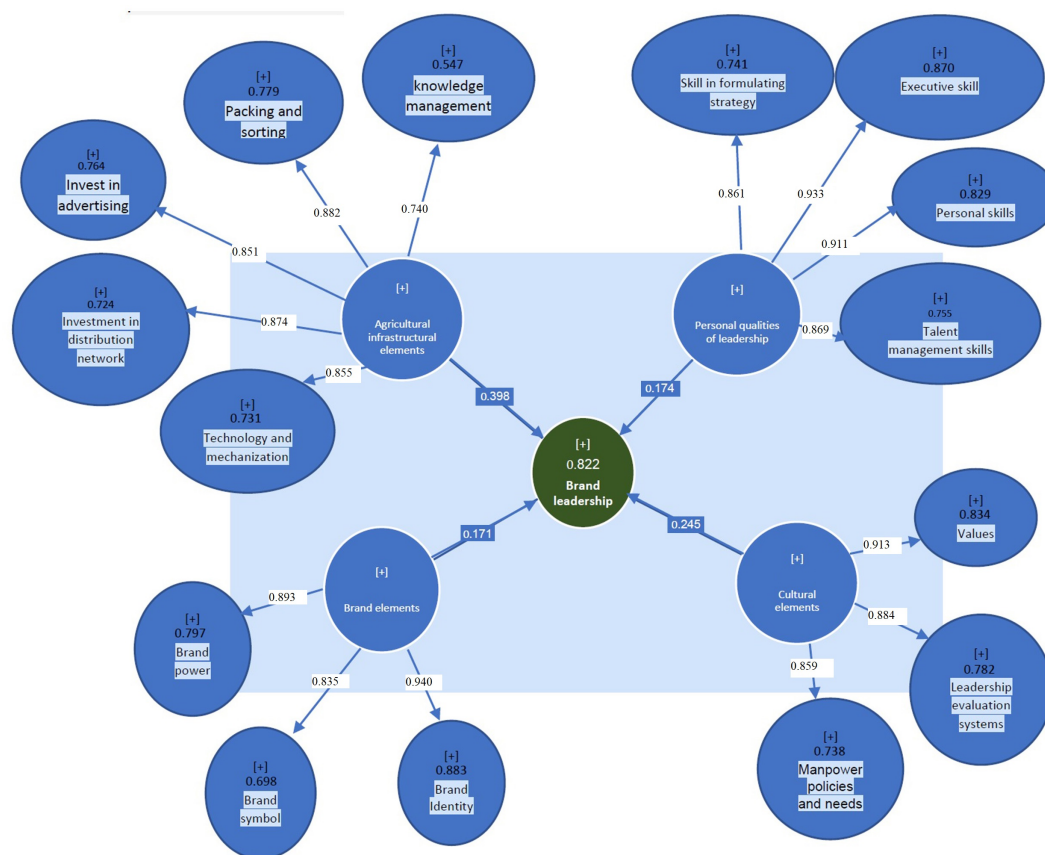 [+]
0.547
knowledge
management
[+]
0.741
Skill in formulating
strategy
[+]
0.870
Executive skill
[+]
0.779
Packing and
sorting
[+]
0.764
Invest in
advertising
[+]
0.829
Personal skills
0.882
0.740
0.861
0.933
0.911
0.851
[+]
0.724
Investment in
distribution
network
0.874
[+]
Agricultural
infrastructural
elements
[+]
Personal qualities
of leadership
0.869
[+]
0.755
Talent
management skills
0.855
[+]
0.731
Technology and
mechanization
0.398
0.174
[+]
0.822
Brand
leadership
0.171
0.245
[+]
0.834
Values
0.913
[+]
Brand elements
[+]
Cultural
elements
0.893
0.884
[+]
0.797
Brand
power
0.835
0.940
0.859
[+]
0.782
Leadership
evaluation
systems
[+]
0.698
Brand
symbol
[+]
0.883
Brand
Identity
[+]
0.738
Manpower
policies
and needs